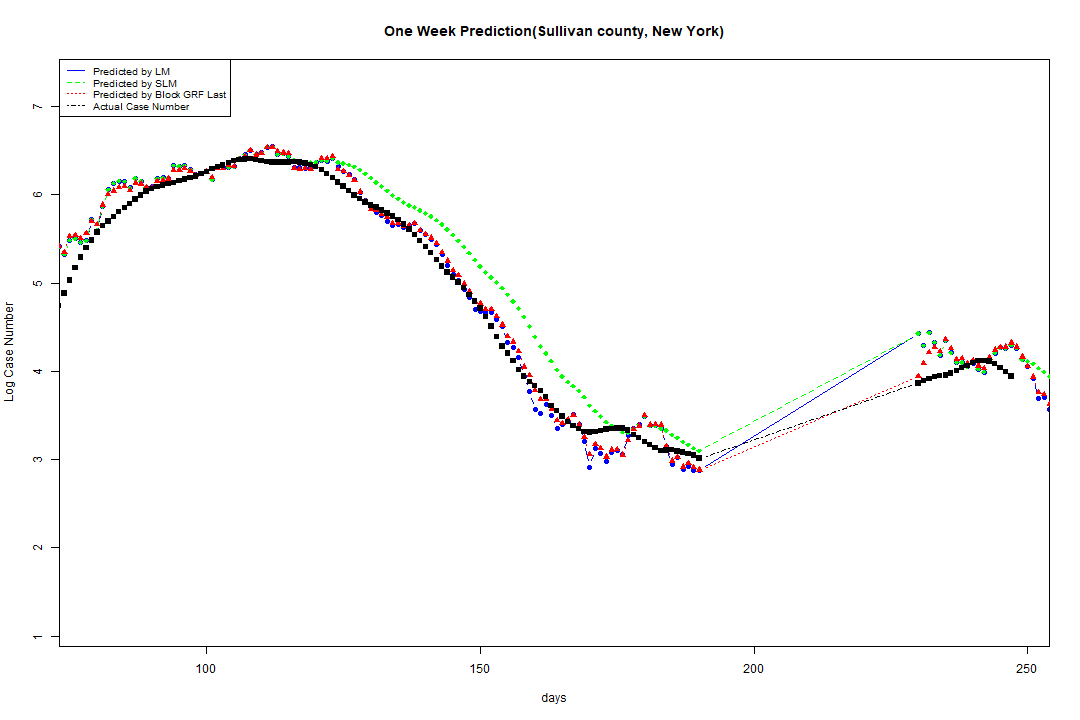 One Week Prediction(Sullivan county, New York)
Predicted by LM
Predicted by SLM
Predicted by Block GRF Last
Actual Case Number
7
6
5
4
3
2
1
Log Case Number
100
150
200
250
days